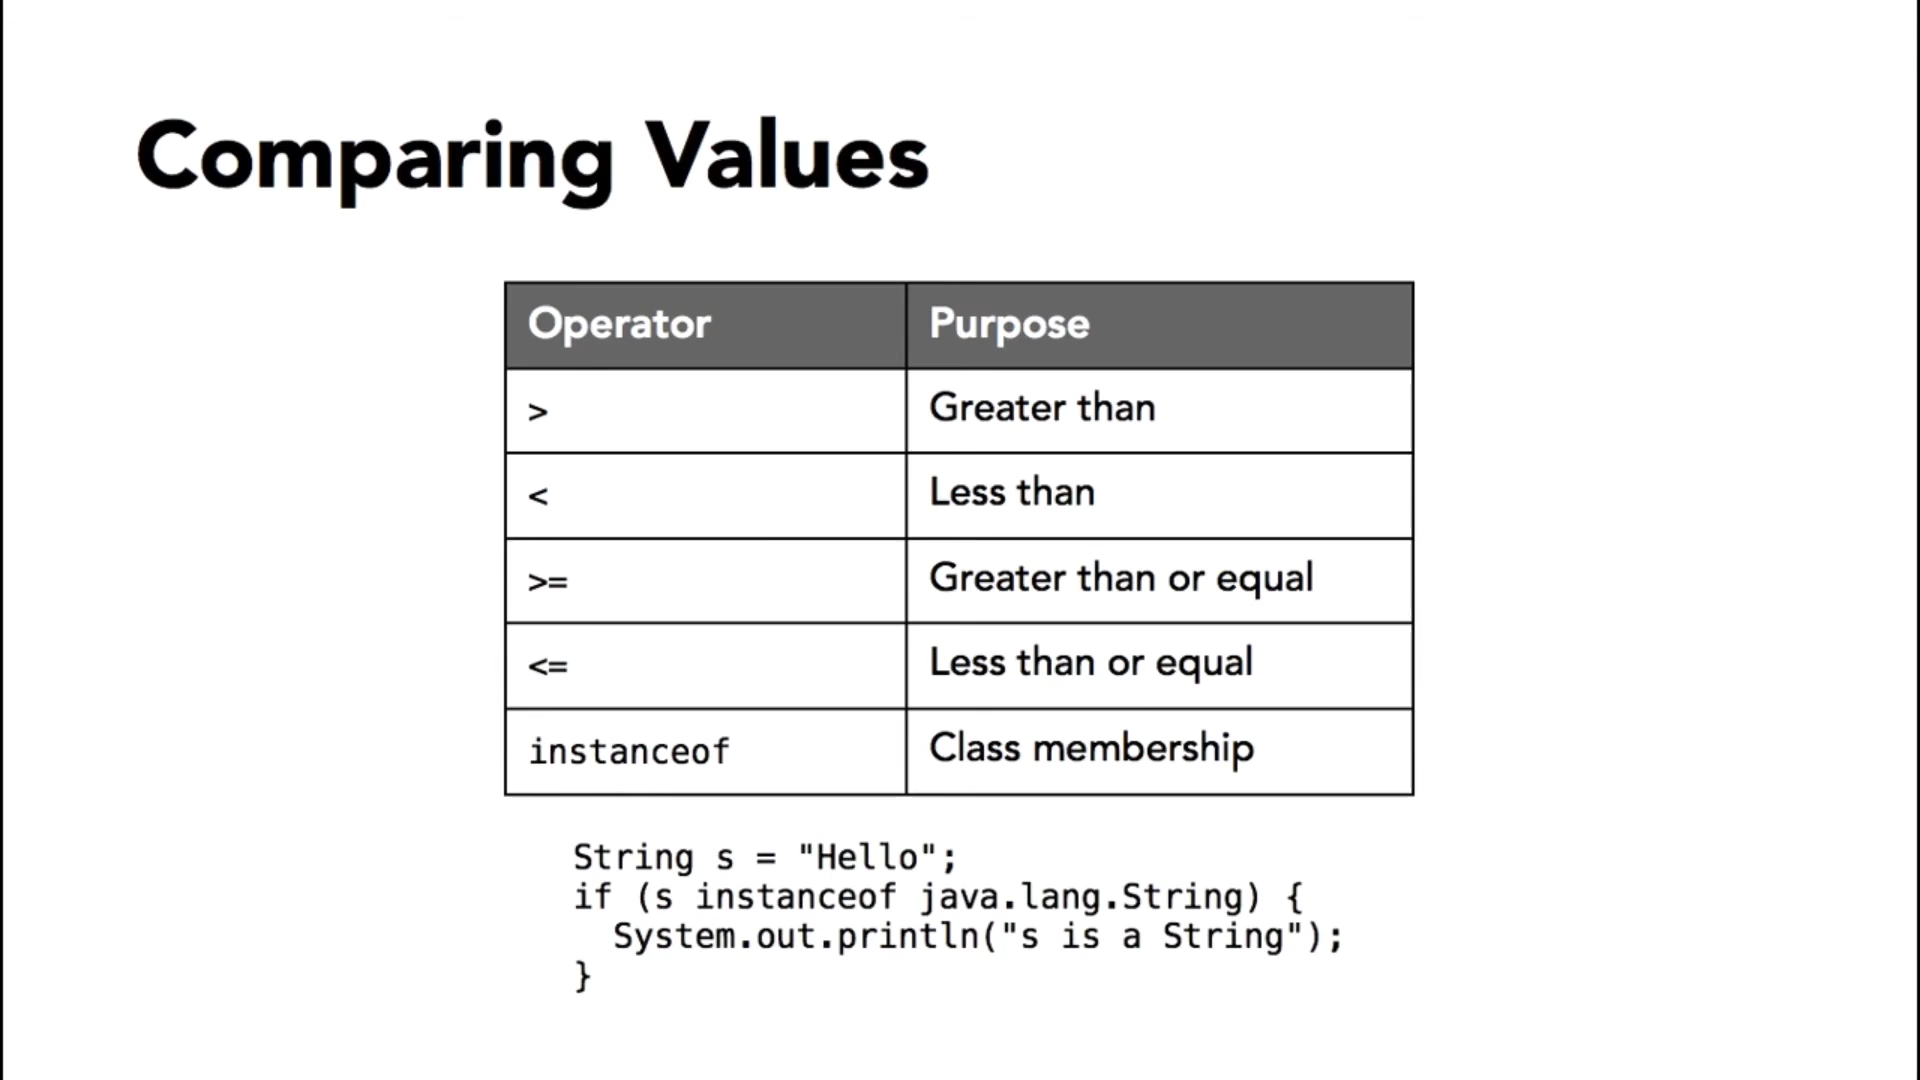 Comparing Values
Operator Purpose
> Greater than
< Less than
>= Greater than or equal
<= Less than or equal
instanceof Class membership
String s = "Hello";
if (s instanceof java.lang.String) {
  System.out.println("s is a String");
}